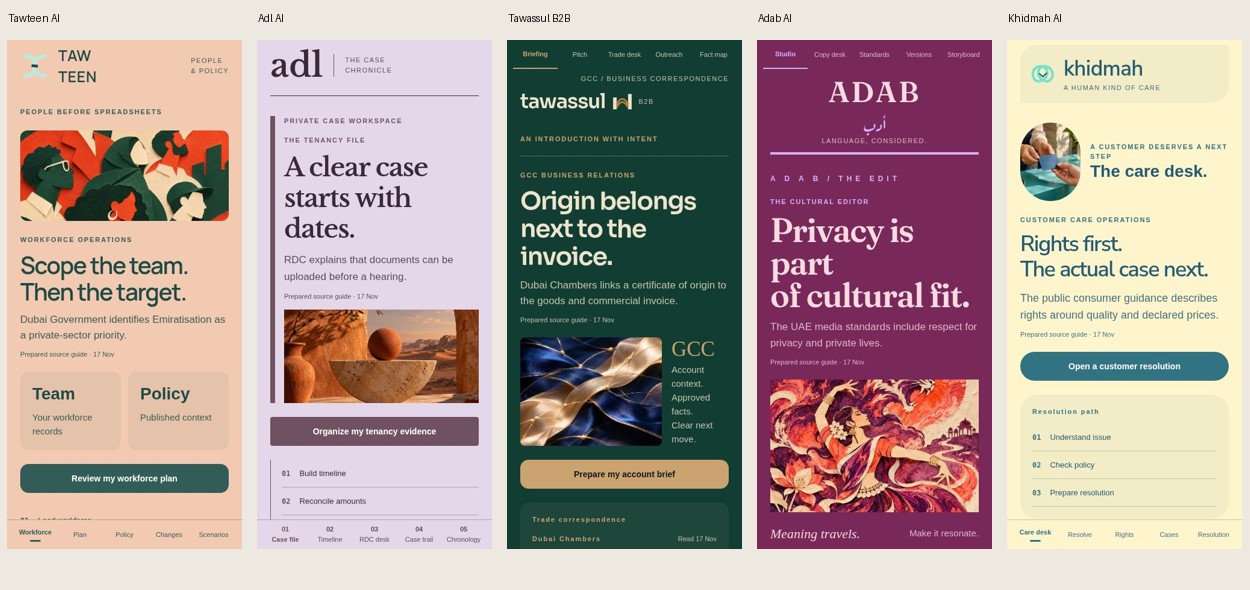 Tawteen AI
TAW
TEEN
PEOPLE
& POLICY
PEOPLE BEFORE SPREADSHEETS
WORKFORCE OPERATIONS
Scope the team.
Then the target.
Dubai Government identifies Emiratisation as
a private-sector priority.
Prepared source guide · 17 Nov
Team
Your workforce
records
Policy
Published context
Review my workforce plan
Workforce
Plan
Policy
Changes
Scenarios
Adl AI
adl
THE CASE
CHRONICLE
PRIVATE CASE WORKSPACE
THE TENANCY FILE
A clear case
starts with
dates.
RDC explains that documents can be
uploaded before a hearing.
Prepared source guide · 17 Nov
Organize my tenancy evidence
01 Build timeline
02 Reconcile amounts
01 Case file
02 Timeline
03 RDC desk
04 Case trail
05 Chronology
Tawassul B2B
Briefing
Pitch
Trade desk
Outreach
Fact map
GCC / BUSINESS CORRESPONDENCE
tawassul B2B
AN INTRODUCTION WITH INTENT
GCC BUSINESS RELATIONS
Origin belongs
next to the
invoice.
Dubai Chambers links a certificate of origin to
the goods and commercial invoice.
Prepared source guide · 17 Nov
GCC
Account
context.
Approved
facts.
Clear next
move.
Prepare my account brief
Trade correspondence
Dubai Chambers
Read 17 Nov
Adab AI
Studio
Copy desk
Standards
Versions
Storyboard
ADAB
أدب
LANGUAGE, CONSIDERED.
ADAB / THE EDIT
THE CULTURAL EDITOR
Privacy is
part
of cultural fit.
The UAE media standards include respect for
privacy and private lives.
Prepared source guide · 17 Nov
Meaning travels.
Make it resonate.
Khidmah AI
khidmah
A HUMAN KIND OF CARE
A CUSTOMER DESERVES A NEXT
STEP
The care desk.
CUSTOMER CARE OPERATIONS
Rights first.
The actual case next.
The public consumer guidance describes
rights around quality and declared prices.
Prepared source guide · 17 Nov
Open a customer resolution
Resolution path
01 Understand issue
02 Check policy
03 Prepare resolution
Care desk
Resolve
Rights
Cases
Resolution